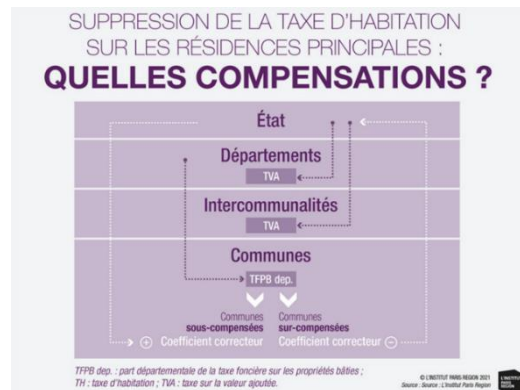 SUPPRESSION DE LA TAXE D'HABITATION
SUR LES RÉSIDENCES PRINCIPALES :
QUELLES COMPENSATIONS ?
État
Départements
TVA
Intercommunalités
TVA
Communes
TFPB dep.
Communes
sous-compensées
Communes
sur-compensées
+ Coefficient correcteur
Coefficient correcteur −
TFPB dep. : part départementale de la taxe foncière sur les propriétés bâties ;
TH : taxe d'habitation ; TVA : taxe sur la valeur ajoutée.
© L'INSTITUT PARIS REGION 2021
Source : Source : L'Institut Paris Region
L'INSTITUT
PARIS
REGION